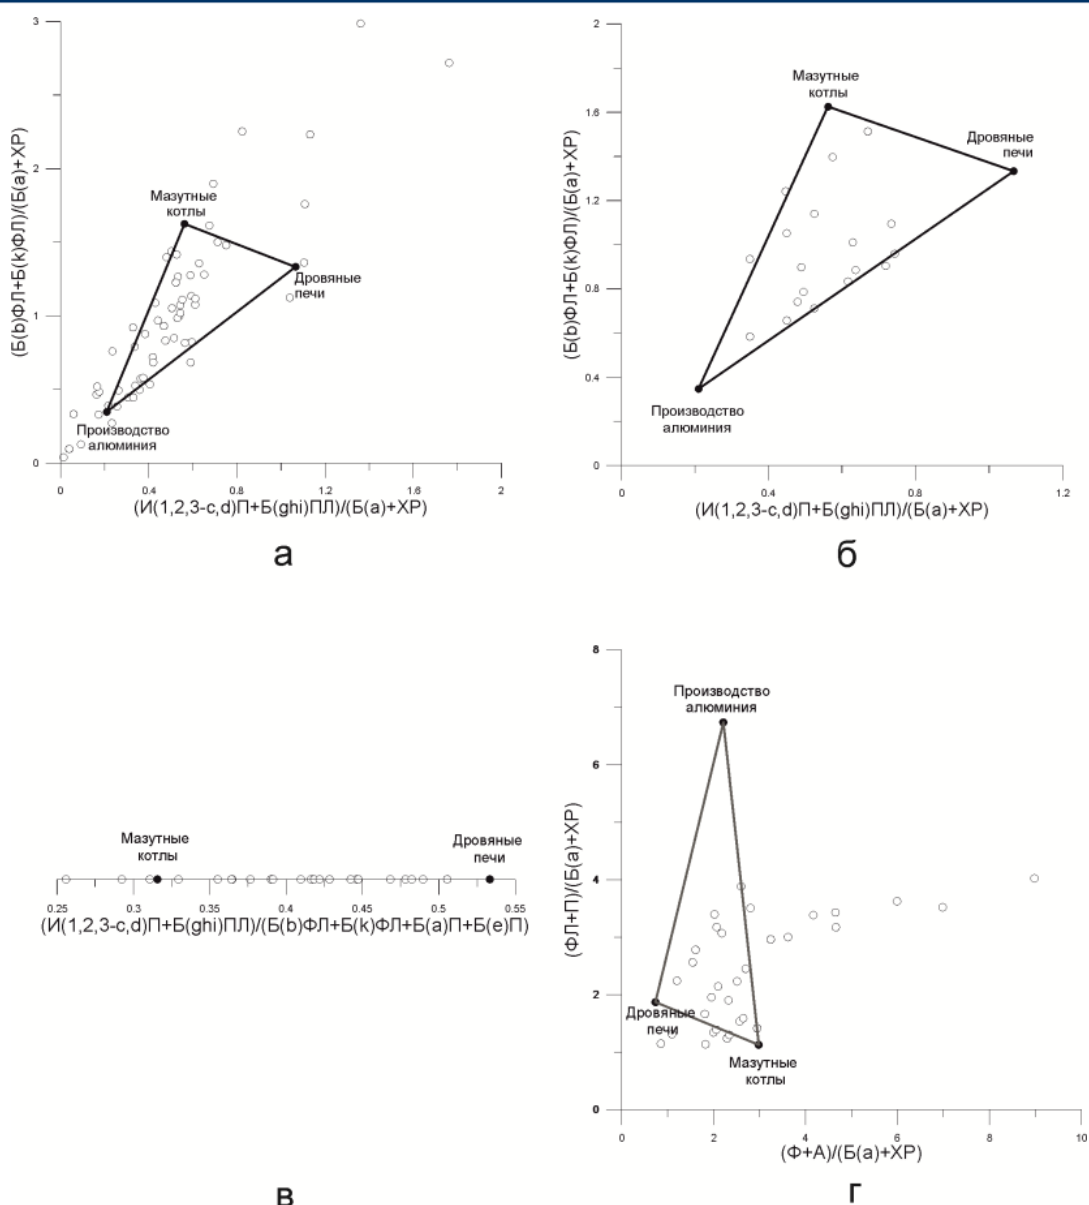 3
2
1
0
(Б(b)ФЛ+Б(k)ФЛ)/(Б(a)+ХР)
Мазутные
котлы
Дровяные
печи
Производство
алюминия
0
0.4
0.8
1.2
1.6
2
(И(1,2,3-c,d)П+Б(ghi)ПЛ)/(Б(a)+ХР)
а
2
1.6
1.2
0.8
0.4
0
(Б(b)ФЛ+Б(k)ФЛ)/(Б(a)+ХР)
Мазутные
котлы
Дровяные
печи
Производство
алюминия
0
0.4
0.8
1.2
(И(1,2,3-c,d)П+Б(ghi)ПЛ)/(Б(a)+ХР)
б
Мазутные
котлы
Дровяные
печи
0.25
0.3
0.35
0.4
0.45
0.5
0.55
(И(1,2,3-c,d)П+Б(ghi)ПЛ)/(Б(b)ФЛ+Б(k)ФЛ+Б(a)П+Б(e)П)
в
8
6
4
2
0
(ФЛ+П)/(Б(a)+ХР)
Производство
алюминия
Дровяные
печи
Мазутные
котлы
0
2
4
6
8
10
(Ф+А)/(Б(a)+ХР)
г